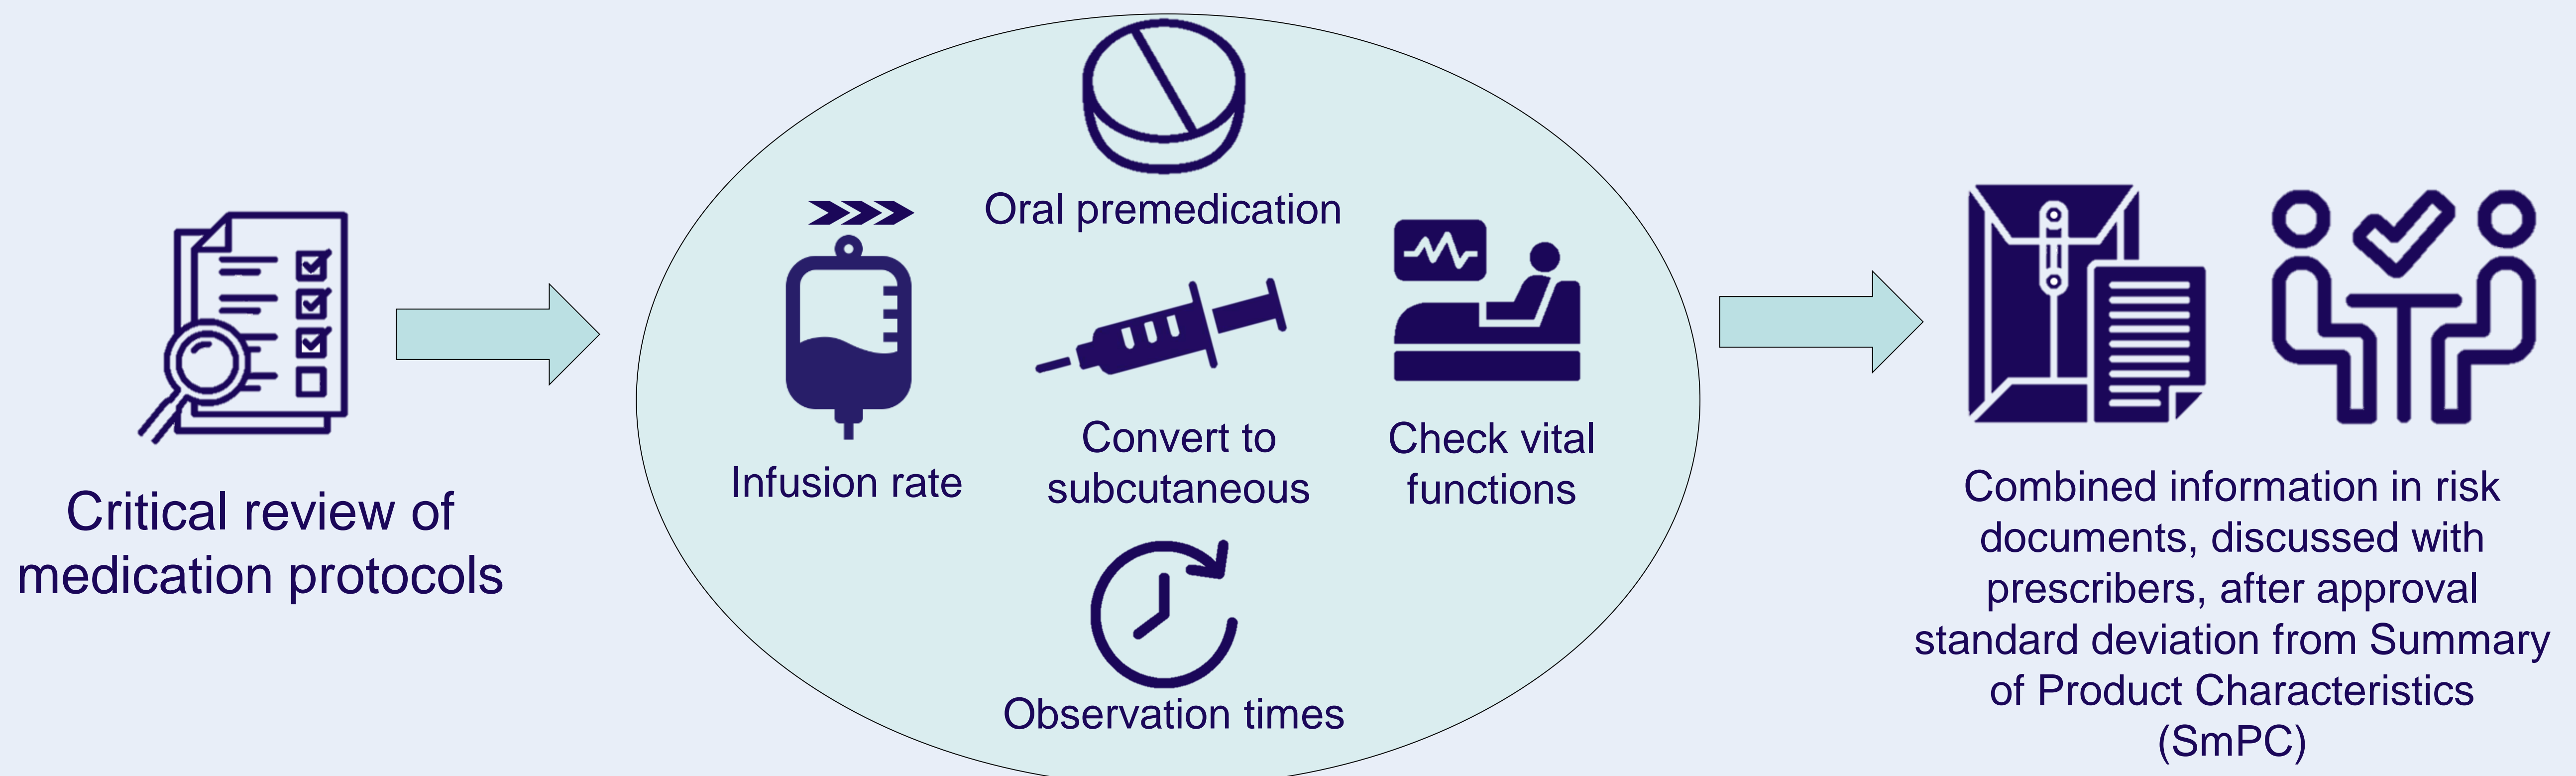 Critical review of
medication protocols
Oral premedication
Infusion rate
Convert to
subcutaneous
Check vital
functions
Observation times
Combined information in risk
documents, discussed with
prescribers, after approval
standard deviation from Summary
of Product Characteristics
(SmPC)